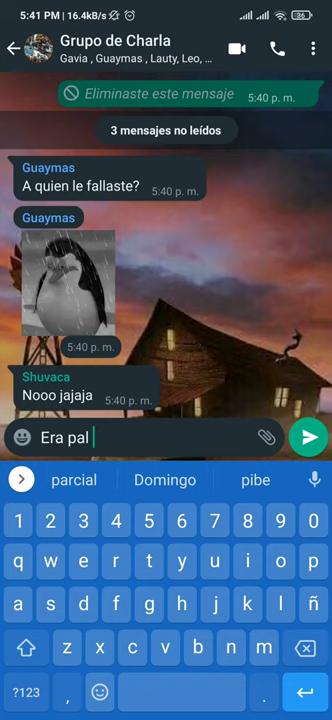 5:41 PM | 16.4kB/s
36
Grupo de Charla
Gavia , Guaymas , Lauty, Leo, ...
Eliminaste este mensaje 5:40 p. m.
3 mensajes no leídos
Guaymas
A quien le fallaste? 5:40 p. m.
Guaymas
5:40 p. m.
Shuvaca
Nooo jajaja 5:40 p. m.
Era pal
parcial Domingo pibe
1 2 3 4 5 6 7 8 9 0
q w e r t y u i o p
a s d f g h j k l ñ
z x c v b n m
?123 , .